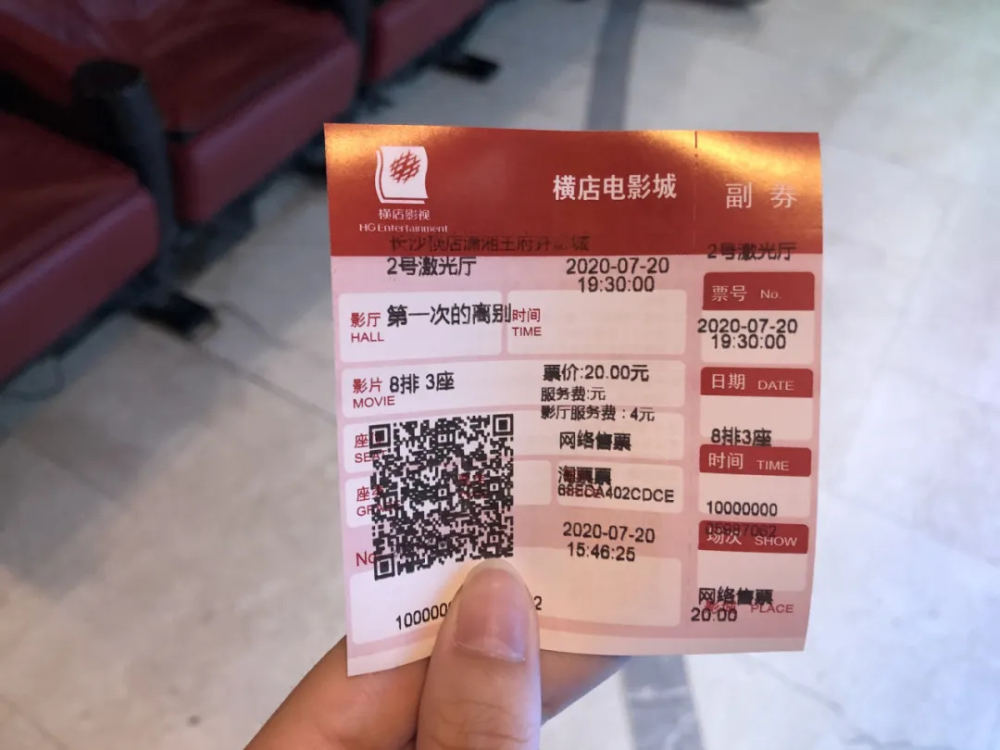 横店影视
HG Entertainment
横店电影城
2号激光厅
2020-07-20
19:30:00
影厅 第一次的离别
HALL
时间
TIME
影片 8排 3座
MOVIE
票价:20.00元
服务费:元
影厅服务费 : 4元
网络售票
淘票票
2020-07-20
15:46:25
No
副 券
2号激光厅
票号 No.
2020-07-20
19:30:00
日期 DATE
8排3座
时间 TIME
10000000
05987062
场次 SHOW
网络售票
PLACE
20.00